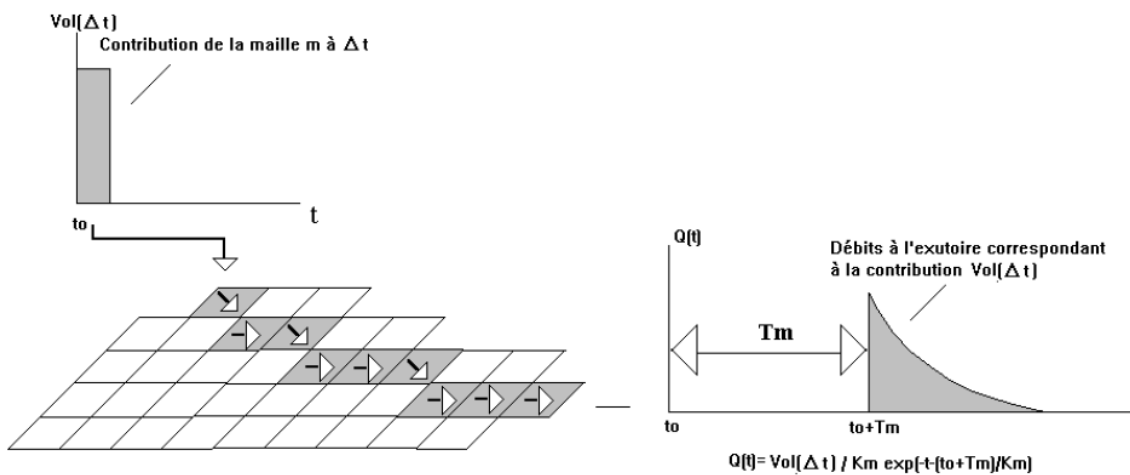 Vol(Δt)
Contribution de la maille m à Δt
t
to
Q(t)
Débits à l'exutoire correspondant
à la contribution Vol(Δt)
Tm
to
to+Tm
Q(t)= Vol(Δt) / Km exp(-t-(to+Tm)/Km)